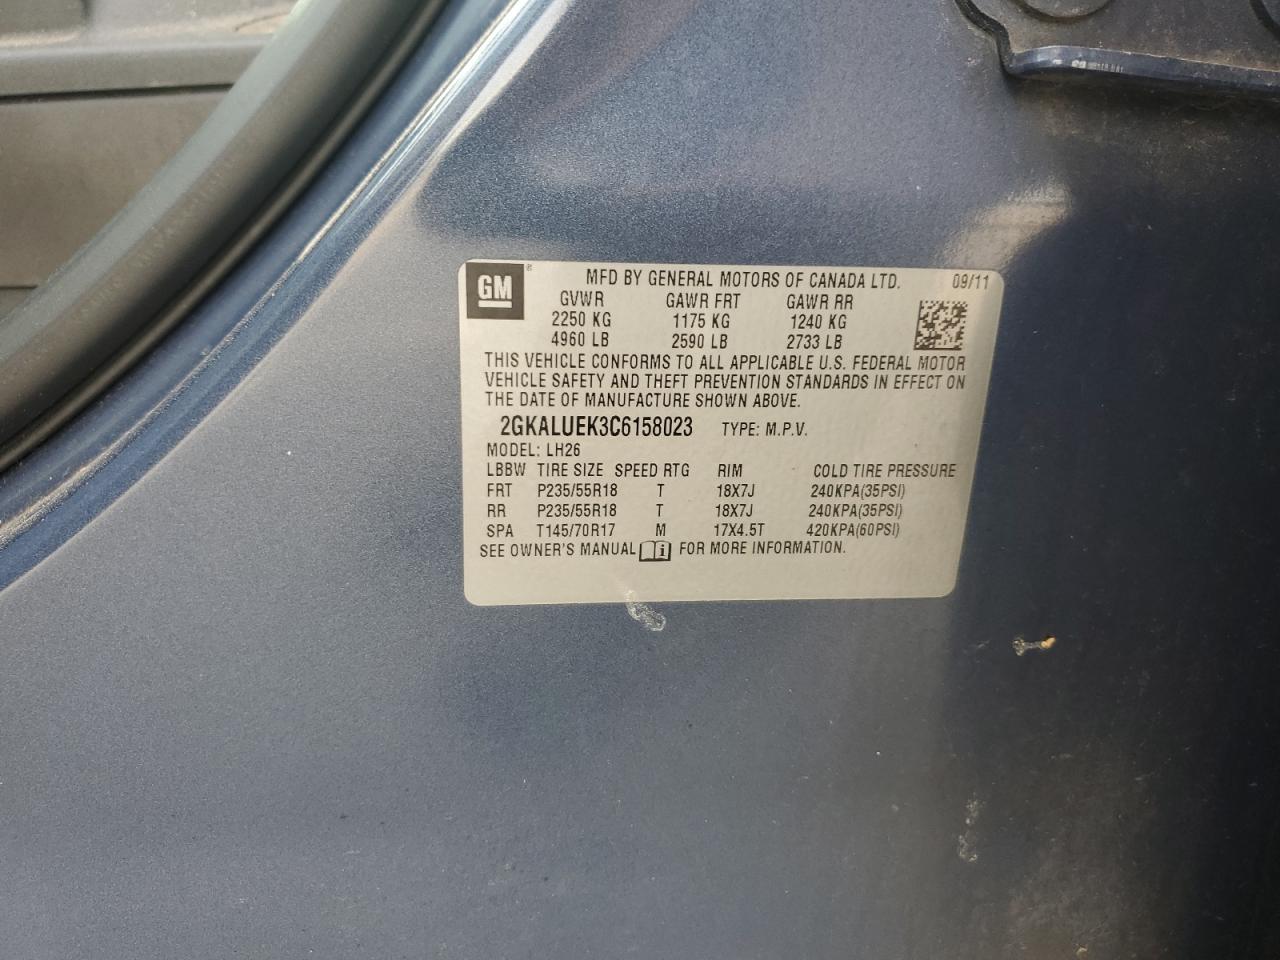 GM ® MFD BY GENERAL MOTORS OF CANADA LTD. 09/11
GVWR GAWR FRT GAWR RR
2250 KG 1175 KG 1240 KG
4960 LB 2590 LB 2733 LB
THIS VEHICLE CONFORMS TO ALL APPLICABLE U.S. FEDERAL MOTOR
VEHICLE SAFETY AND THEFT PREVENTION STANDARDS IN EFFECT ON
THE DATE OF MANUFACTURE SHOWN ABOVE.
2GKALUEK3C6158023 TYPE: M.P.V.
MODEL: LH26
LBBW TIRE SIZE SPEED RTG RIM COLD TIRE PRESSURE
FRT P235/55R18 T 18X7J 240KPA(35PSI)
RR P235/55R18 T 18X7J 240KPA(35PSI)
SPA T145/70R17 M 17X4.5T 420KPA(60PSI)
SEE OWNER'S MANUAL i FOR MORE INFORMATION.